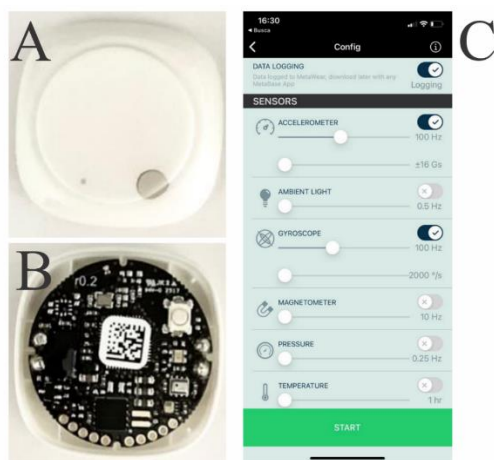 A
B
r0.2
C
16:30
Busca
Config
DATA LOGGING
Data logged to MetaWear, download later with any
MetaBase App
Logging
SENSORS
ACCELEROMETER
100 Hz
±16 Gs
AMBIENT LIGHT
0.5 Hz
GYROSCOPE
100 Hz
2000 °/s
MAGNETOMETER
10 Hz
PRESSURE
0.25 Hz
TEMPERATURE
1 hr
START